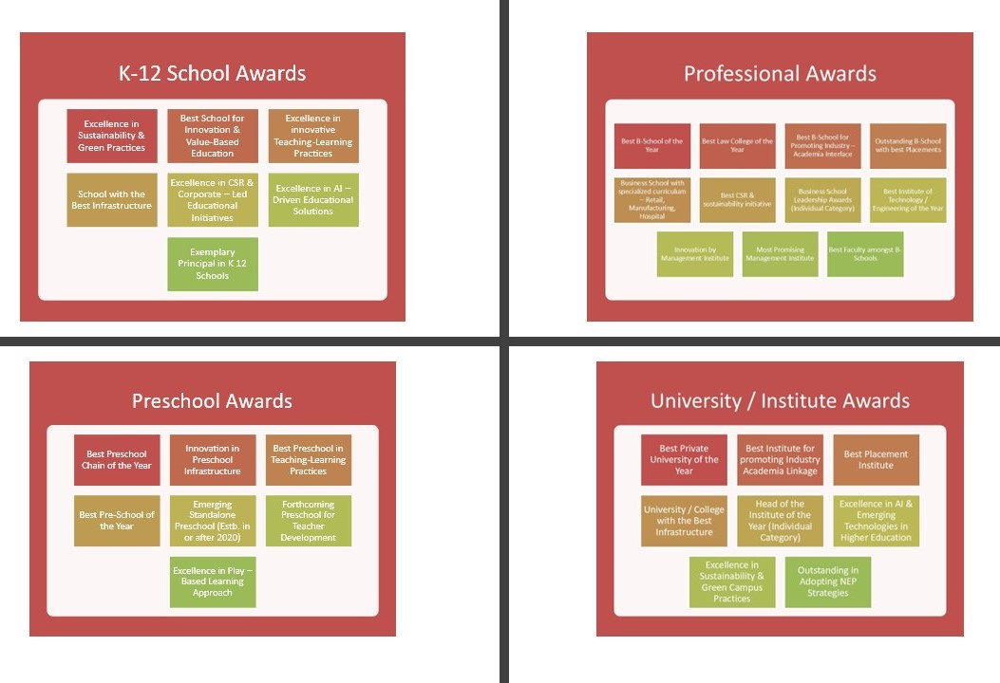 K-12 School Awards
Excellence in
Sustainability &
Green Practices
Best School for
Innovation &
Value-Based
Education
Excellence in
innovative
Teaching-Learning
Practices
School with the
Best Infrastructure
Excellence in CSR &
Corporate – Led
Educational
Initiatives
Excellence in AI –
Driven Educational
Solutions
Exemplary
Principal in K 12
Schools
Professional Awards
Best B-School of the
Year
Best Law College of the
Year
Best B-School for
Promoting Industry –
Academia Interface
Outstanding B-School
with best Placements
Business School with
specialized curriculum
– Retail,
Manufacturing,
Hospital
Best CSR &
sustainability initiative
Business School
Leadership Awards
(Individual Category)
Best Institute of
Technology /
Engineering of the Year
Innovation by
Management Institute
Most Promising
Management Institute
Best Faculty amongst B-
Schools
Preschool Awards
Best Preschool
Chain of the Year
Innovation in
Preschool
Infrastructure
Best Preschool in
Teaching-Learning
Practices
Best Pre-School of
the Year
Emerging
Standalone
Preschool (Estb. in
or after 2020)
Forthcoming
Preschool for
Teacher
Development
Excellence in Play –
Based Learning
Approach
University / Institute Awards
Best Private
University of the
Year
Best Institute for
promoting Industry
Academia Linkage
Best Placement
Institute
University / College
with the Best
Infrastructure
Head of the
Institute of the
Year (Individual
Category)
Excellence in AI &
Emerging
Technologies in
Higher Education
Excellence in
Sustainability &
Green Campus
Practices
Outstanding in
Adopting NEP
Strategies